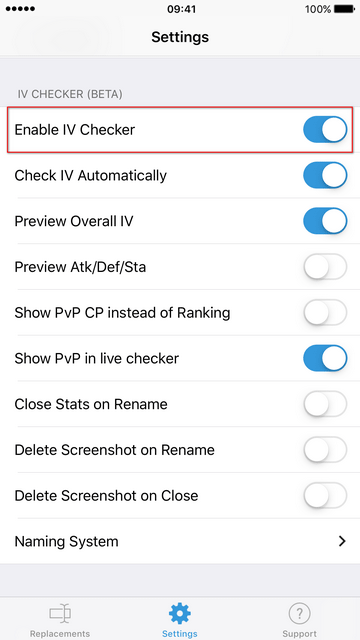 09:41
100%
Settings
IV CHECKER (BETA)
Enable IV Checker
Check IV Automatically
Preview Overall IV
Preview Atk/Def/Sta
Show PvP CP instead of Ranking
Show PvP in live checker
Close Stats on Rename
Delete Screenshot on Rename
Delete Screenshot on Close
Naming System
Replacements
Settings
?
Support